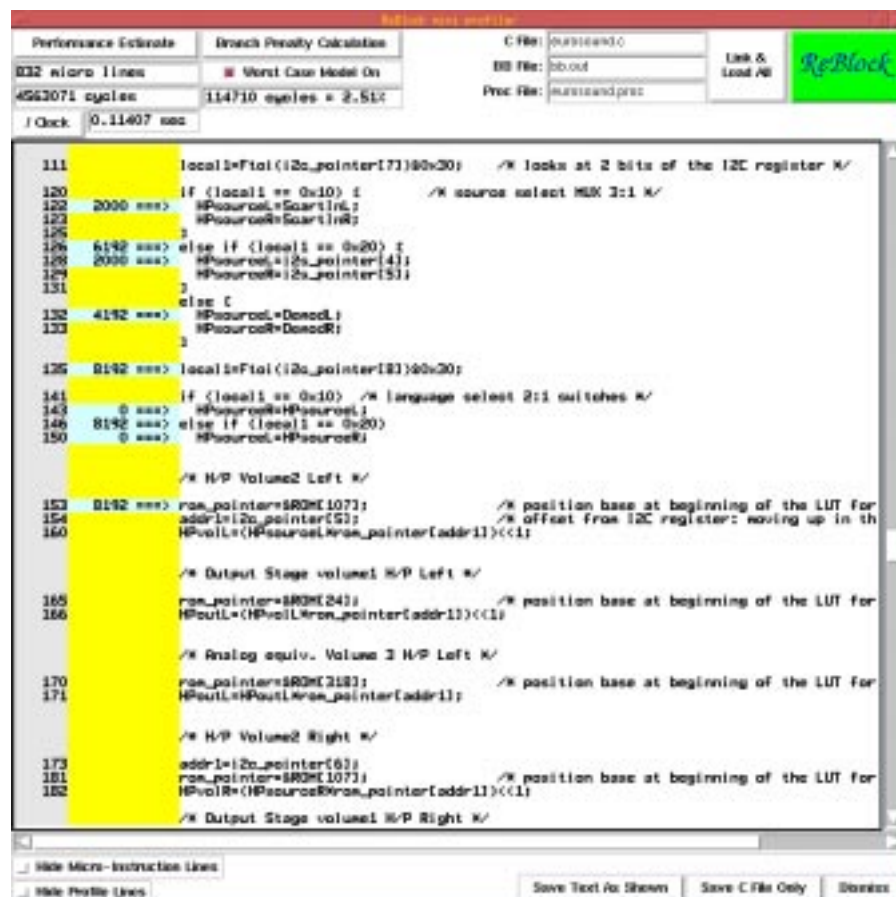 ReBlock mini profiler
Performance Estimate
Branch Penalty Calculation
C File: eurosound.c
832 micro lines
Worst Case Model On
BB File: bb.out
Link & Load All
ReBlock
4563071 cycles
114710 cycles = 2.51%
Proc File: eurosound.proc
/ Clock 0.11407 sec
111 local1=FtoI(i2c_pointer[7])&0x30; /* looks at 2 bits of the I2C register */
120 if (local1 == 0x10) { /* source select MUX 3:1 */
122 2000 ===> HPsourceL=ScartInL;
123 HPsourceR=ScartInR;
125 }
126 6192 ===> else if (local1 == 0x20) {
128 2000 ===> HPsourceL=i2s_pointer[4];
129 HPsourceR=i2s_pointer[5];
131 }
else {
132 4192 ===> HPsourceL=DemodL;
133 HPsourceR=DemodR;
}
135 8192 ===> local1=FtoI(i2c_pointer[8])&0x30;
141 if (local1 == 0x10) /* language select 2:1 switches */
143 0 ===> HPsourceR=HPsourceL;
146 8192 ===> else if (local1 == 0x20)
150 0 ===> HPsourceL=HPsourceR;
/* H/P Volume2 Left */
153 8192 ===> rom_pointer=&ROM[107]; /* position base at beginning of the LUT for
154 addr1=i2c_pointer[5]; /* offset from I2C register: moving up in th
160 HPvolL=(HPsourceL*rom_pointer[addr1])<<1;
/* Output Stage volume1 H/P Left */
165 rom_pointer=&ROM[24]; /* position base at beginning of the LUT for
166 HPoutL=(HPvolL*rom_pointer[addr1])<<1;
/* Analog equiv. Volume 3 H/P Left */
170 rom_pointer=&ROM[318]; /* position base at beginning of the LUT for
171 HPoutL=HPoutL*rom_pointer[addr1];
/* H/P Volume2 Right */
173 addr1=i2c_pointer[6];
181 rom_pointer=&ROM[107]; /* position base at beginning of the LUT for
182 HPvolR=(HPsourceR*rom_pointer[addr1])<<1;
/* Output Stage volume1 H/P Right */
Hide Micro-Instruction Lines
Hide Profile Lines
Save Text As Shown
Save C File Only
Dismiss